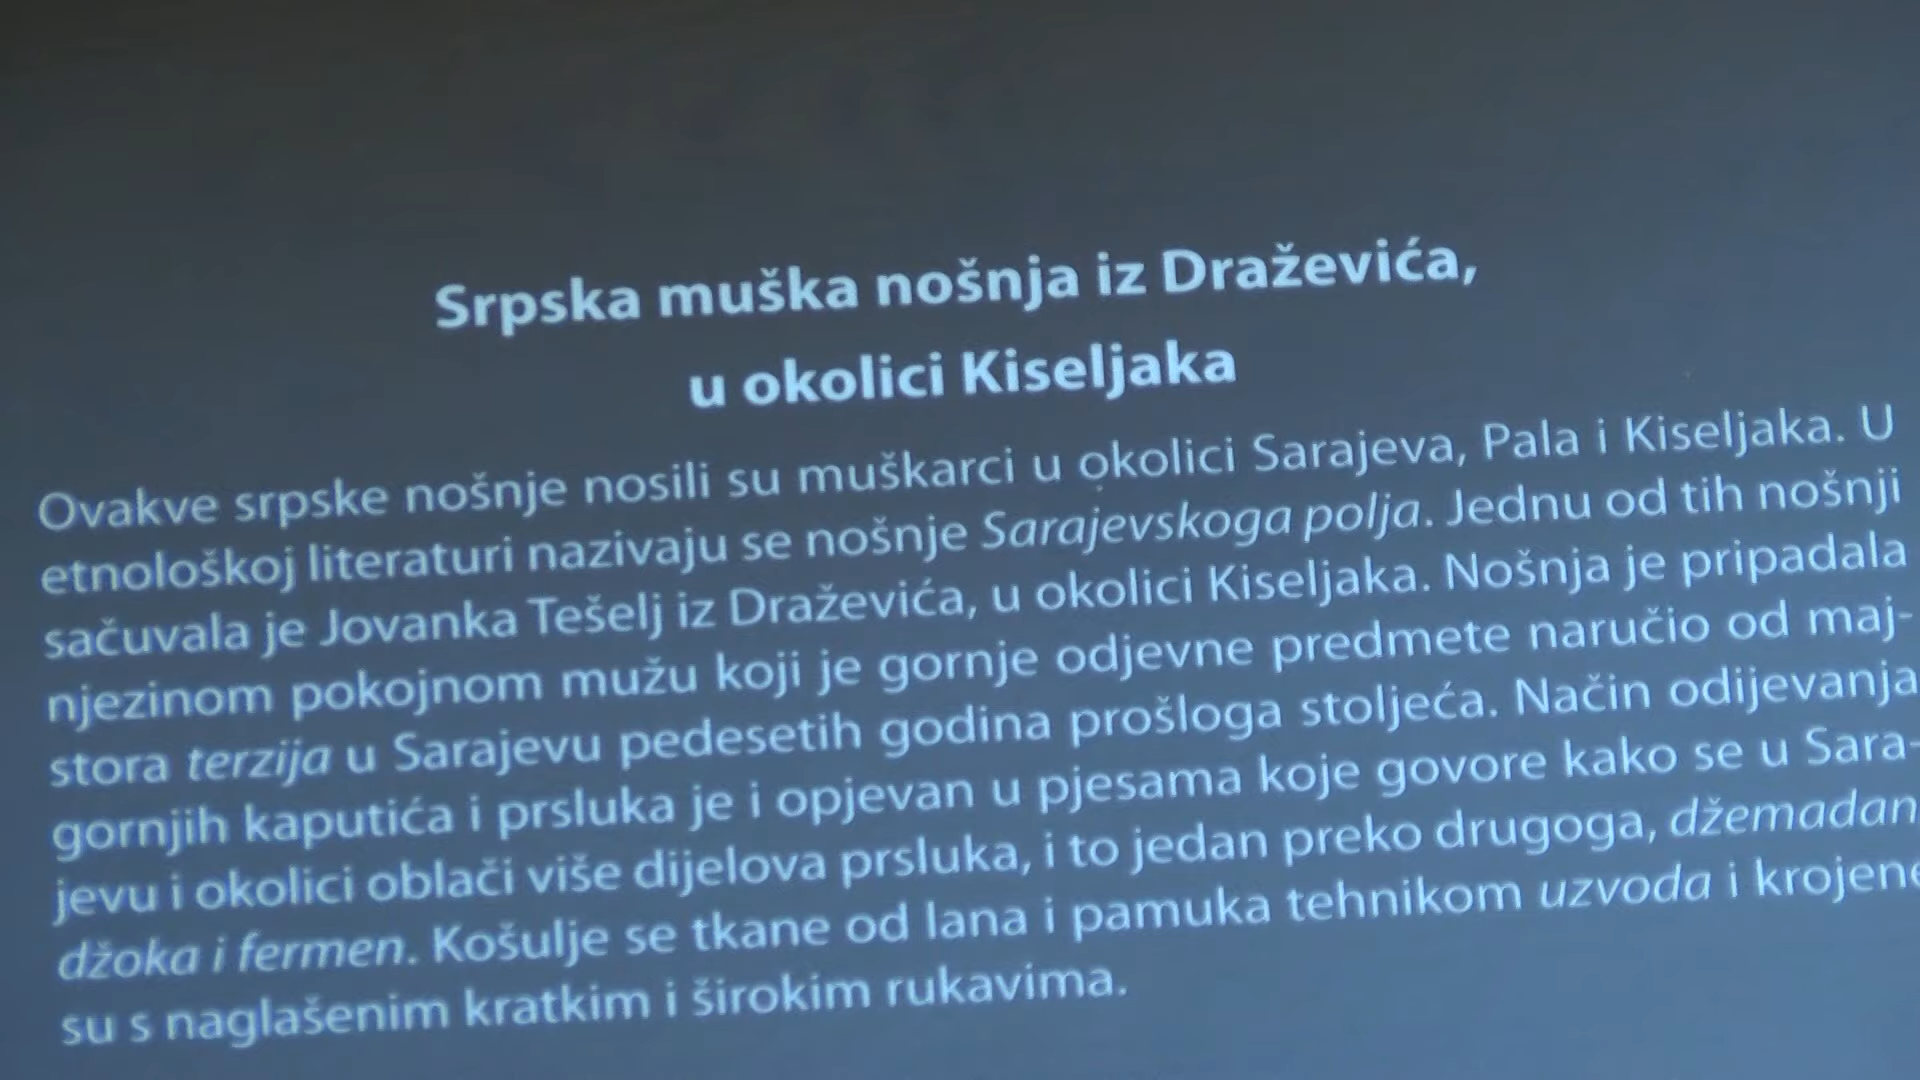 Srpska muška nošnja iz Draževića,
u okolici Kiseljaka
Ovakve srpske nošnje nosili su muškarci u okolici Sarajeva, Pala i Kiseljaka. U
etnološkoj literaturi nazivaju se nošnje Sarajevskoga polja. Jednu od tih nošnji
sačuvala je Jovanka Tešelj iz Draževića, u okolici Kiseljaka. Nošnja je pripadala
njezinom pokojnom mužu koji je gornje odjevne predmete naručio od maj-
stora terzija u Sarajevu pedesetih godina prošloga stoljeća. Način odijevanja
gornjih kaputića i prsluka je i opjevan u pjesama koje govore kako se u Sara-
jevu i okolici oblači više dijelova prsluka, i to jedan preko drugoga, džemadan
džoka i fermen. Košulje se tkane od lana i pamuka tehnikom uzvoda i krojene
su s naglašenim kratkim i širokim rukavima.